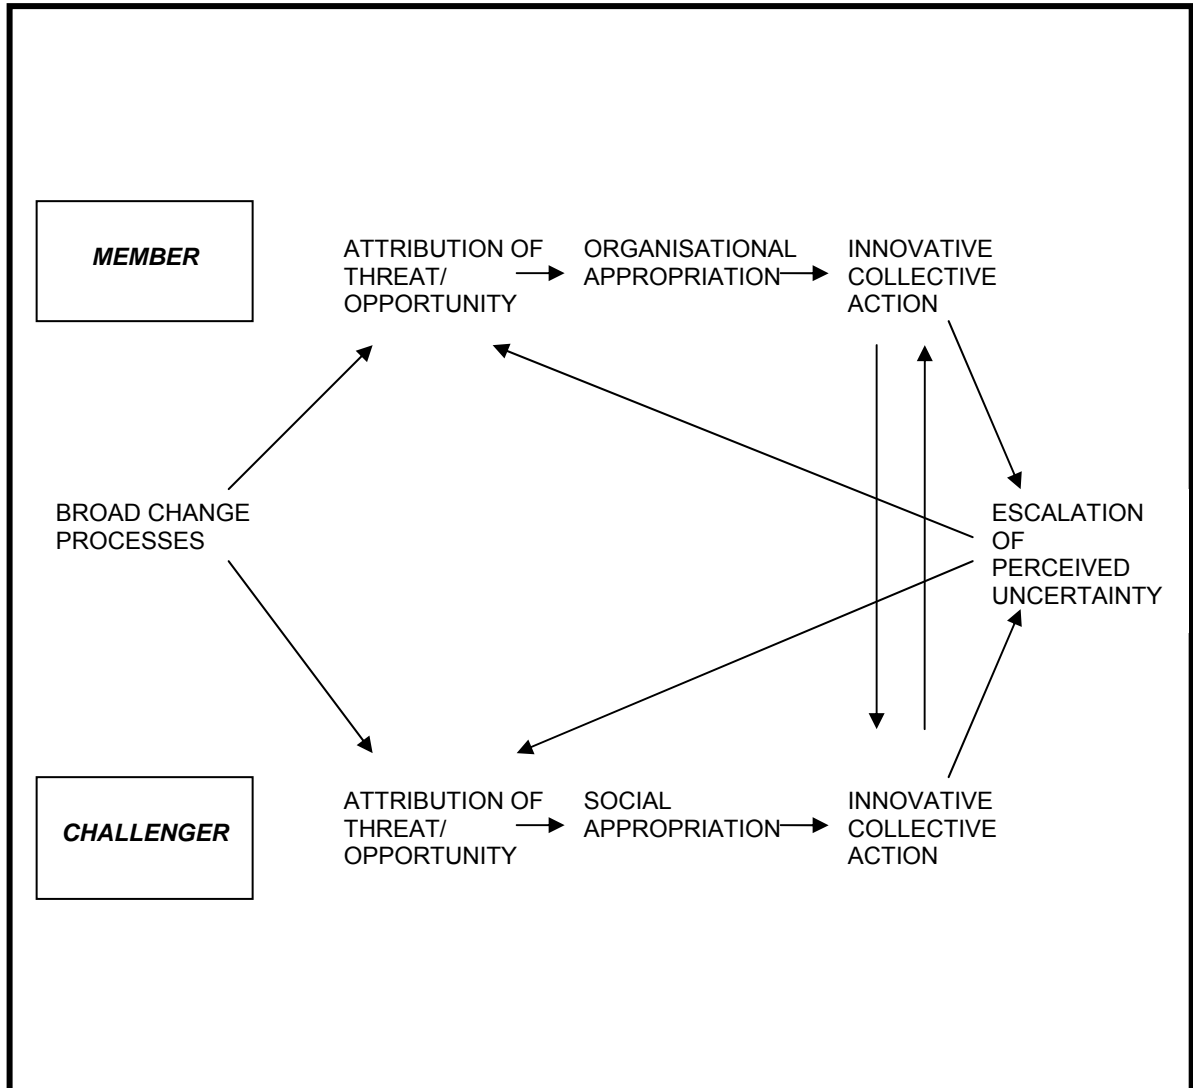 MEMBER
ATTRIBUTION OF
THREAT/
OPPORTUNITY
ORGANISATIONAL
APPROPRIATION
INNOVATIVE
COLLECTIVE
ACTION
BROAD CHANGE
PROCESSES
ESCALATION
OF
PERCEIVED
UNCERTAINTY
CHALLENGER
ATTRIBUTION OF
THREAT/
OPPORTUNITY
SOCIAL
APPROPRIATION
INNOVATIVE
COLLECTIVE
ACTION